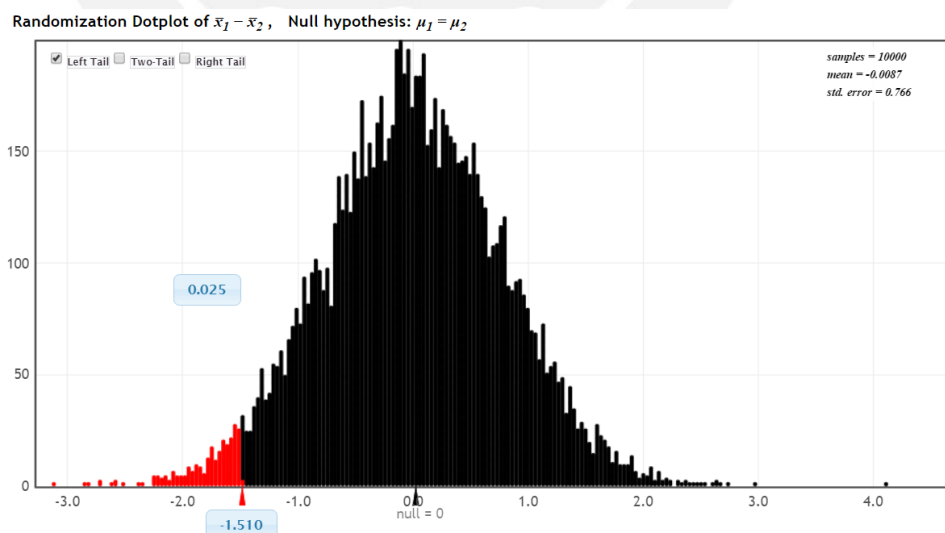 Randomization Dotplot of x̄₁ − x̄₂ ,   Null hypothesis: μ₁ = μ₂
Left Tail Two-Tail Right Tail
samples = 10000
mean = -0.0087
std. error = 0.766
150
100
0.025
50
0
-3.0 -2.0 -1.0 0.0 1.0 2.0 3.0 4.0
null = 0
-1.510